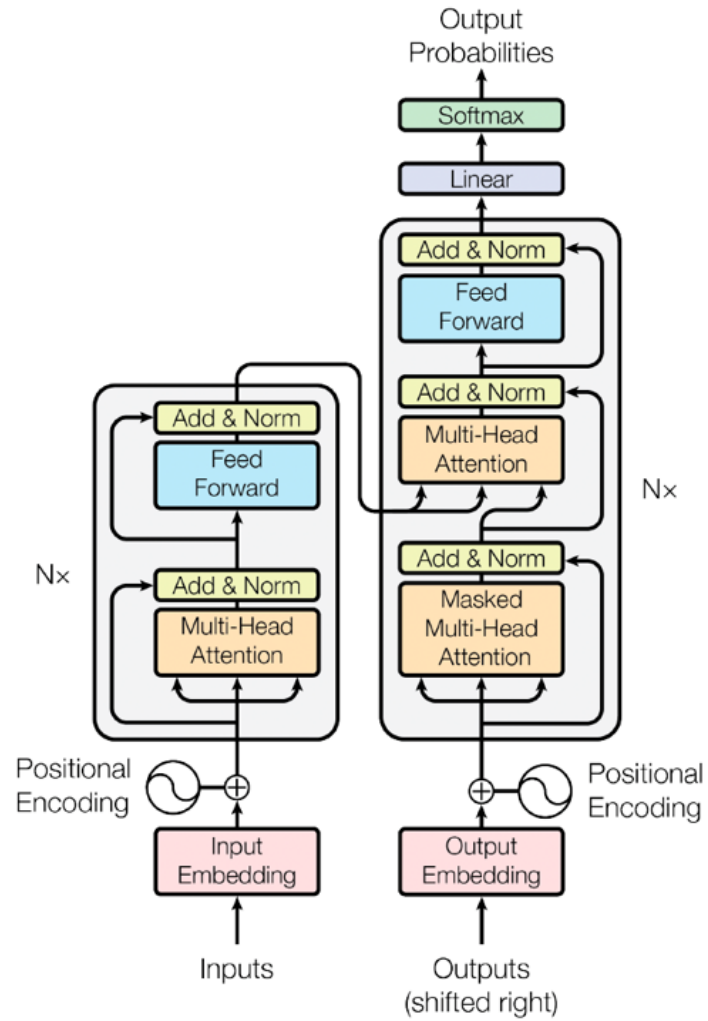 Output
Probabilities
Softmax
Linear
Add & Norm
Feed
Forward
Add & Norm
Multi-Head
Attention
Add & Norm
Masked
Multi-Head
Attention
Nx
Add & Norm
Feed
Forward
Add & Norm
Multi-Head
Attention
Nx
Positional
Encoding
Positional
Encoding
Input
Embedding
Output
Embedding
Inputs
Outputs
(shifted right)